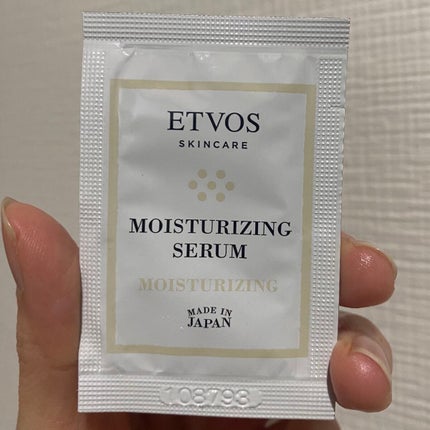 ETVOS
SKINCARE
MOISTURIZING
SERUM
MOISTURIZING
MADE IN
JAPAN
108793